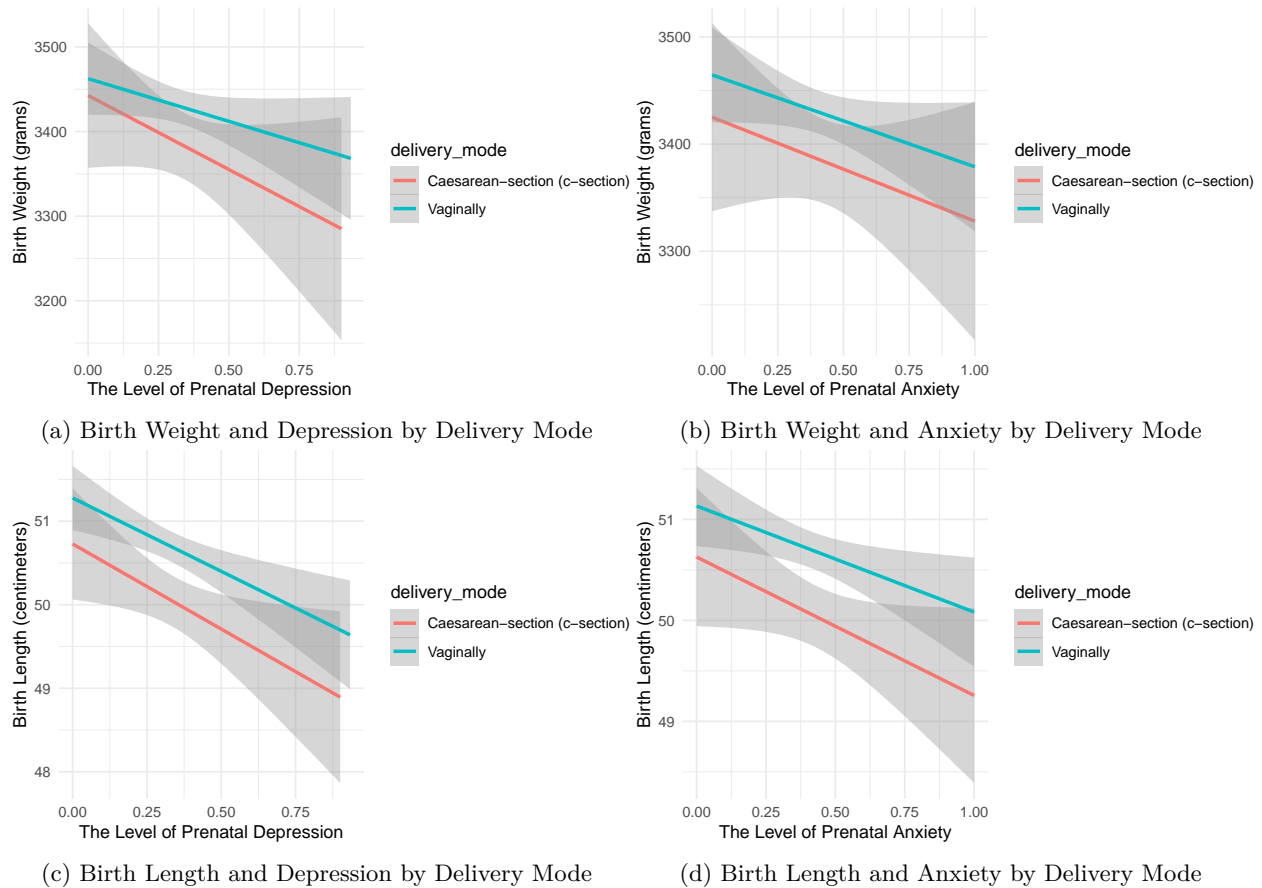 3500
3400
3300
3200
Birth Weight (grams)
0.00 0.25 0.50 0.75
The Level of Prenatal Depression
delivery_mode
Caesarean−section (c−section)
Vaginally
(a) Birth Weight and Depression by Delivery Mode
3500
3400
3300
Birth Weight (grams)
0.00 0.25 0.50 0.75 1.00
The Level of Prenatal Anxiety
delivery_mode
Caesarean−section (c−section)
Vaginally
(b) Birth Weight and Anxiety by Delivery Mode
51
50
49
48
Birth Length (centimeters)
0.00 0.25 0.50 0.75
The Level of Prenatal Depression
delivery_mode
Caesarean−section (c−section)
Vaginally
(c) Birth Length and Depression by Delivery Mode
51
50
49
Birth Length (centimeters)
0.00 0.25 0.50 0.75 1.00
The Level of Prenatal Anxiety
delivery_mode
Caesarean−section (c−section)
Vaginally
(d) Birth Length and Anxiety by Delivery Mode